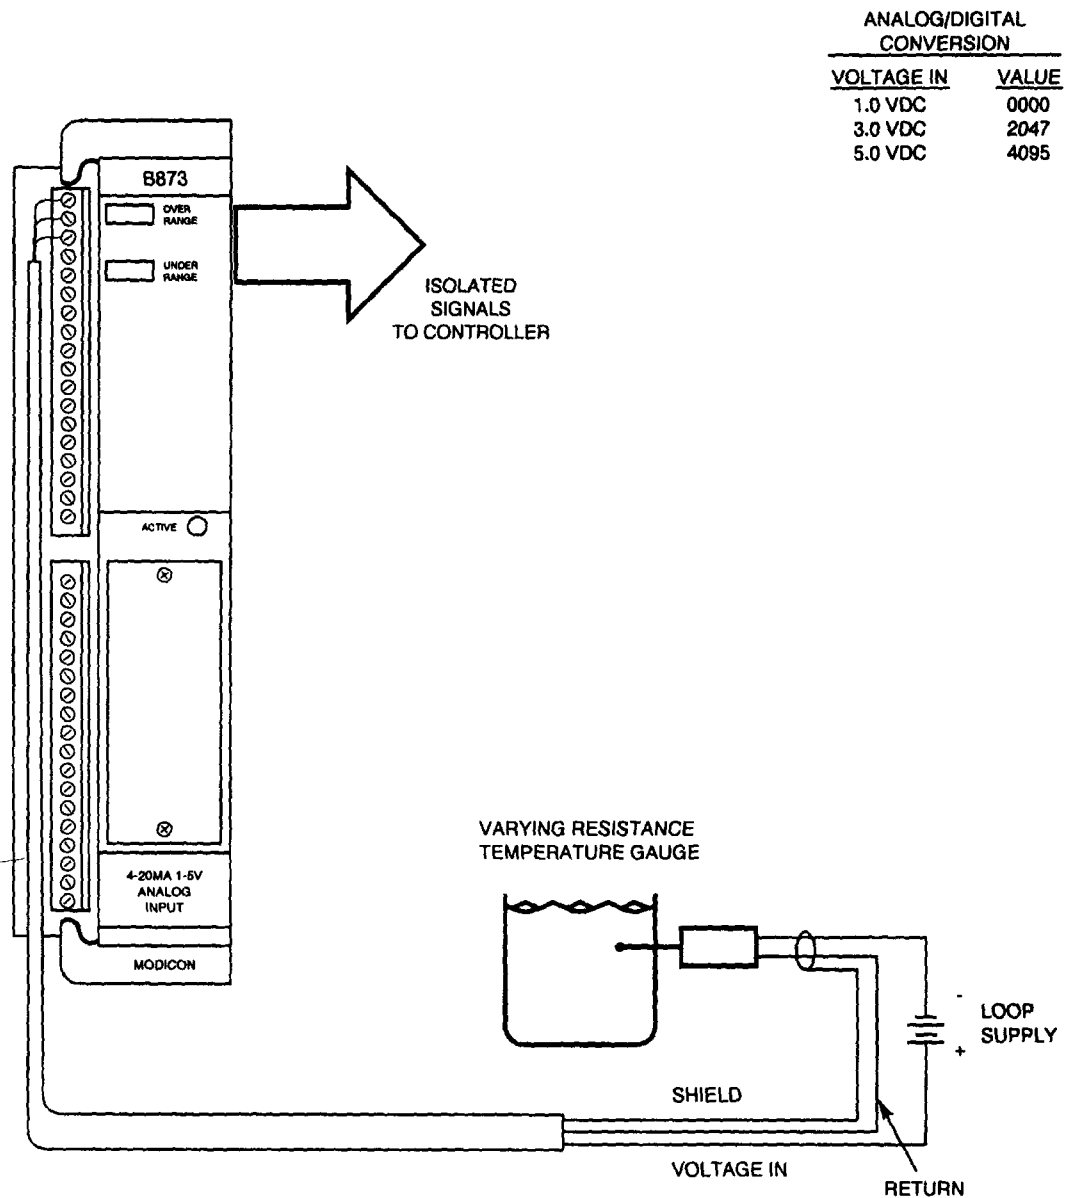 ANALOG/DIGITAL
CONVERSION
VOLTAGE IN VALUE
1.0 VDC 0000
3.0 VDC 2047
5.0 VDC 4095
B873
OVER
RANGE
UNDER
RANGE
ISOLATED
SIGNALS
TO CONTROLLER
ACTIVE
4-20MA 1-5V
ANALOG
INPUT
MODICON
VARYING RESISTANCE
TEMPERATURE GAUGE
-
LOOP
SUPPLY
+
SHIELD
VOLTAGE IN
RETURN